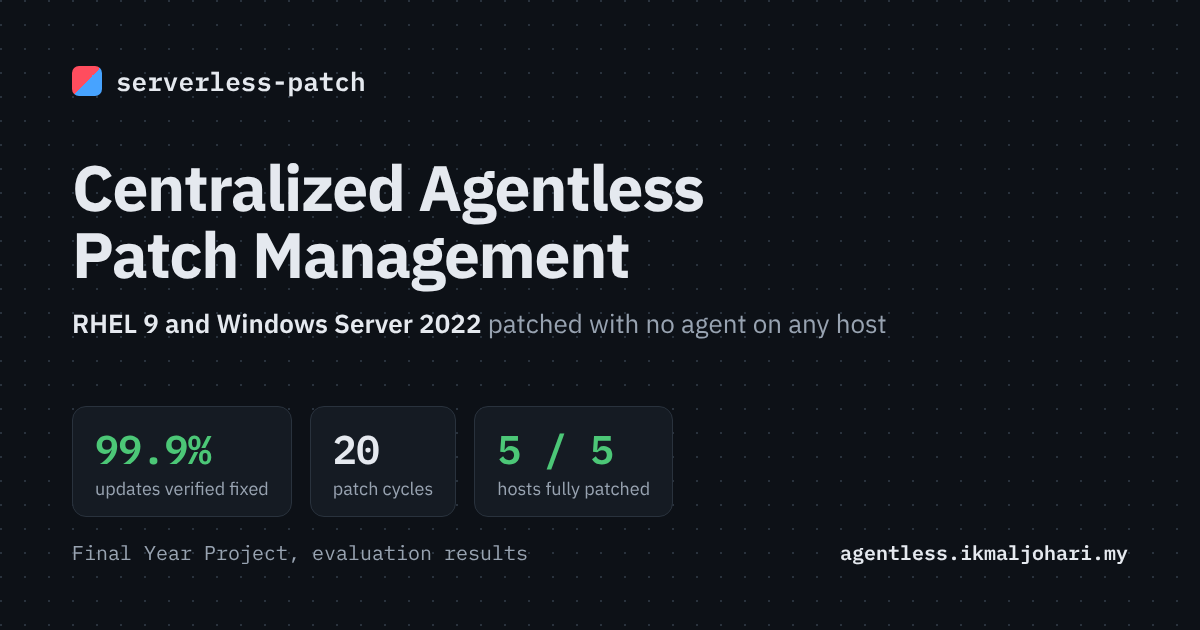 serverless-patch
Centralized Agentless
Patch Management
RHEL 9 and Windows Server 2022 patched with no agent on any host
99.9%
updates verified fixed
20
patch cycles
5 / 5
hosts fully patched
Final Year Project, evaluation results
agentless.ikmaljohari.my